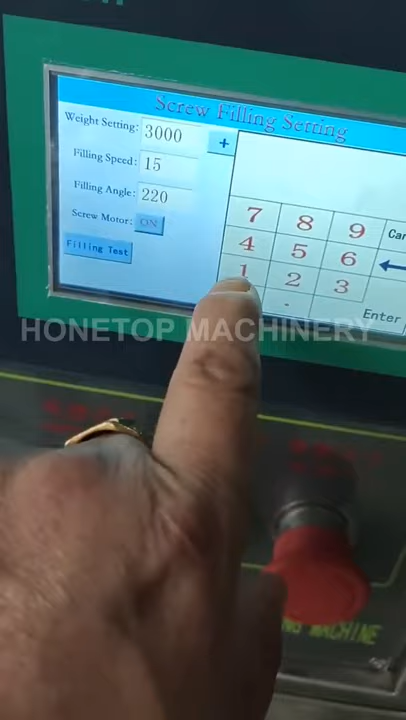 Screw Filling Setting
Weight Setting: 3000
+
Filling Speed: 15
Filling Angle: 220
Screw Motor: ON
Filling Test
7 8 9
4 5 6
1 2 3
.
Enter
HONETOP MACHINERY
MACHINE